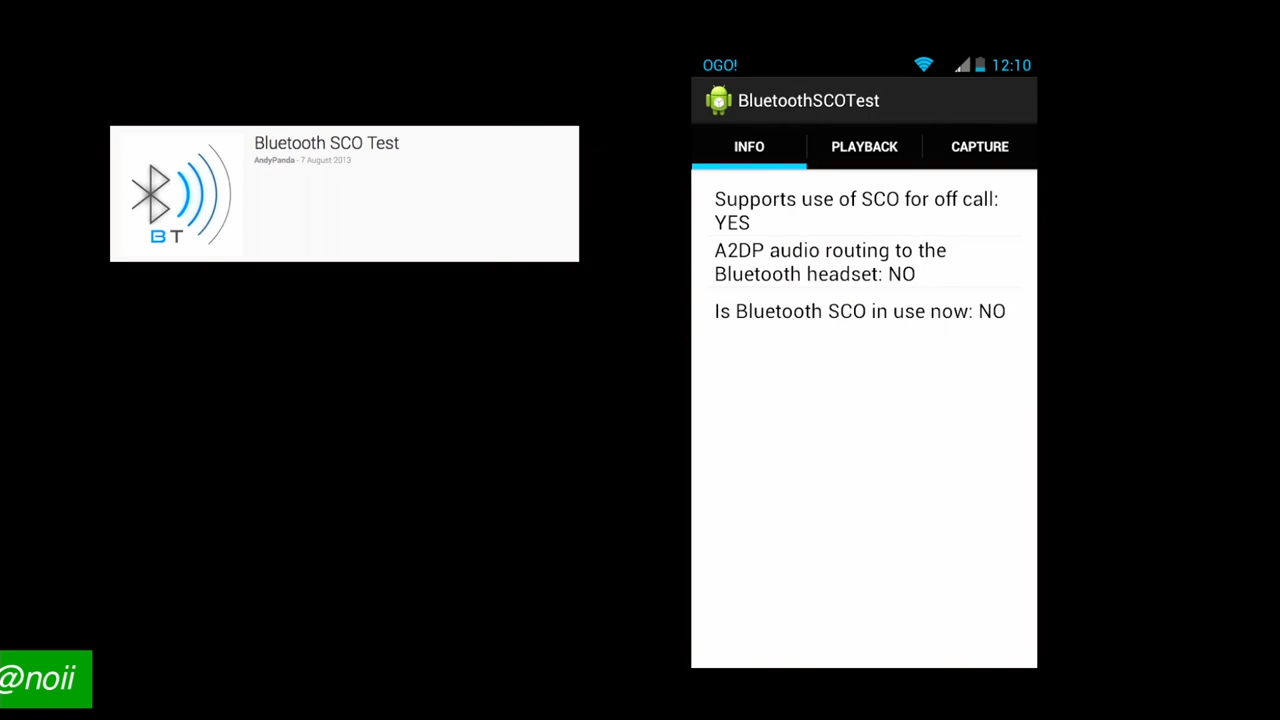 Bluetooth SCO Test
AndyPanda - 7 August 2013
BT
OGO!
12:10
BluetoothSCOTest
INFO
PLAYBACK
CAPTURE
Supports use of SCO for off call:
YES
A2DP audio routing to the
Bluetooth headset: NO
Is Bluetooth SCO in use now: NO
@noii